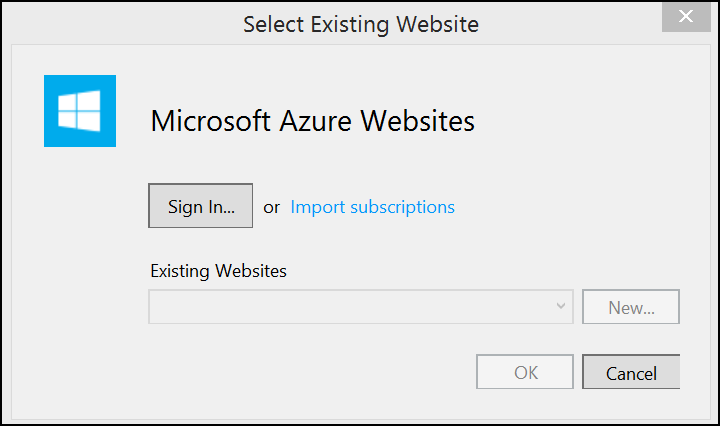 Select Existing Website
Microsoft Azure Websites
Sign In... or Import subscriptions
Existing Websites
New...
OK Cancel